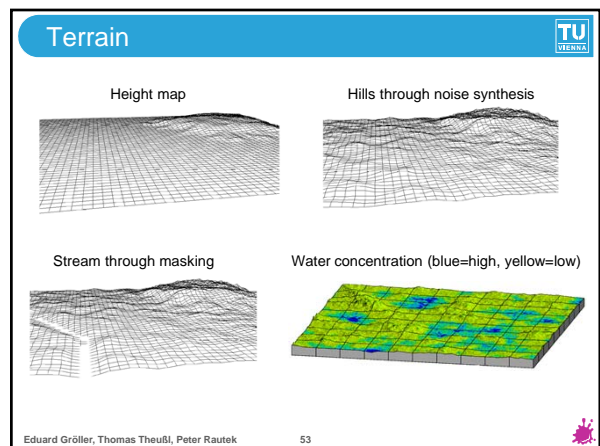 Terrain
TU
VIENNA
Height map
Hills through noise synthesis
Stream through masking
Water concentration (blue=high, yellow=low)
Eduard Gröller, Thomas Theußl, Peter Rautek
53